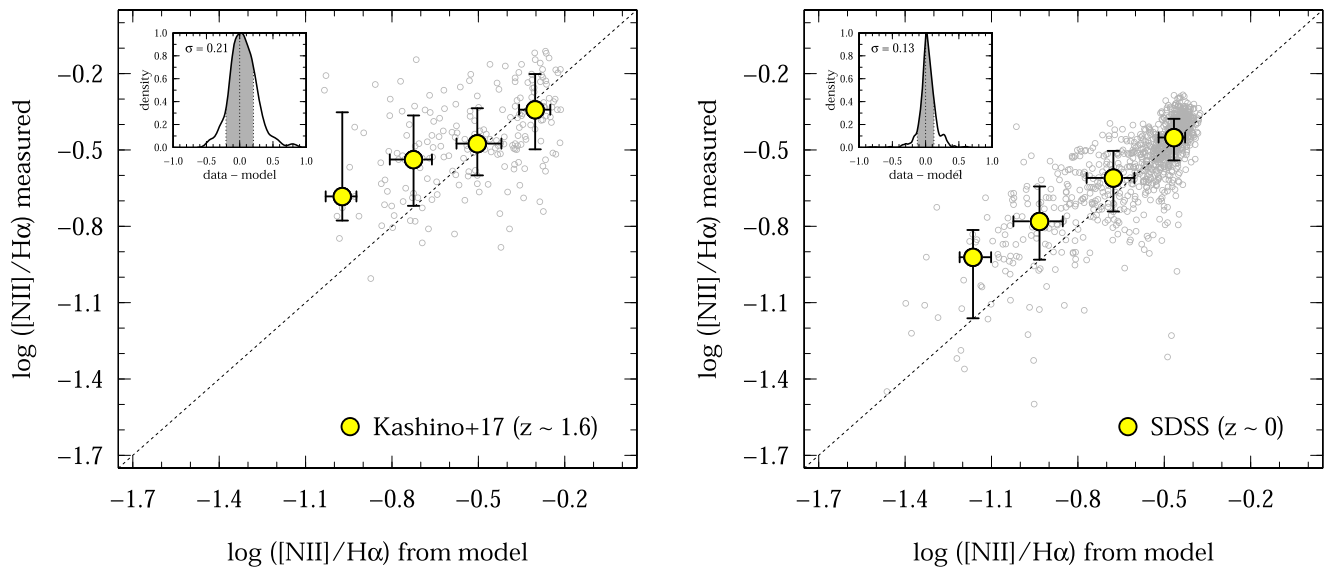 log ([NII]/Hα) measured
−0.2
−0.5
−0.8
−1.1
−1.4
−1.7
density
1.0
0.8
0.6
0.4
0.2
0.0
σ = 0.21
−1.0 −0.5 0.0 0.5 1.0
data − model
Kashino+17 (z ~ 1.6)
−1.7 −1.4 −1.1 −0.8 −0.5 −0.2
log ([NII]/Hα) from model
log ([NII]/Hα) measured
−0.2
−0.5
−0.8
−1.1
−1.4
−1.7
density
1.0
0.8
0.6
0.4
0.2
0.0
σ = 0.13
−1.0 −0.5 0.0 0.5 1.0
data − model
SDSS (z ~ 0)
−1.7 −1.4 −1.1 −0.8 −0.5 −0.2
log ([NII]/Hα) from model